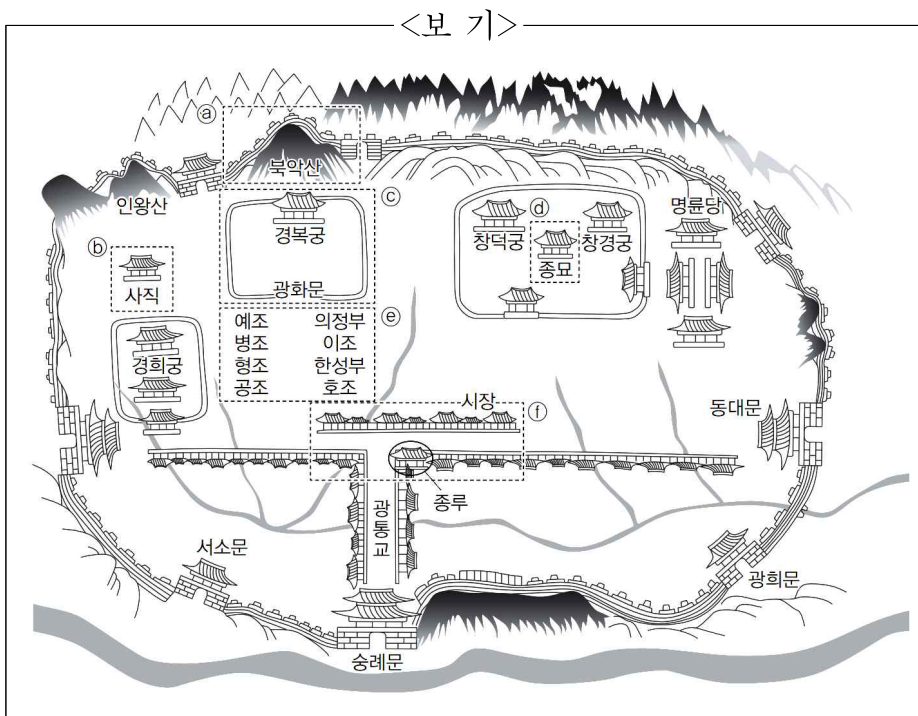 <보 기>
ⓐ
북악산
인왕산
ⓒ
경복궁
광화문
ⓓ
창덕궁
창경궁
종묘
명륜당
ⓑ
사직
경희궁
ⓔ
예조 의정부
병조 이조
형조 한성부
공조 호조
시장
ⓕ
동대문
종루
광통교
서소문
광희문
숭례문